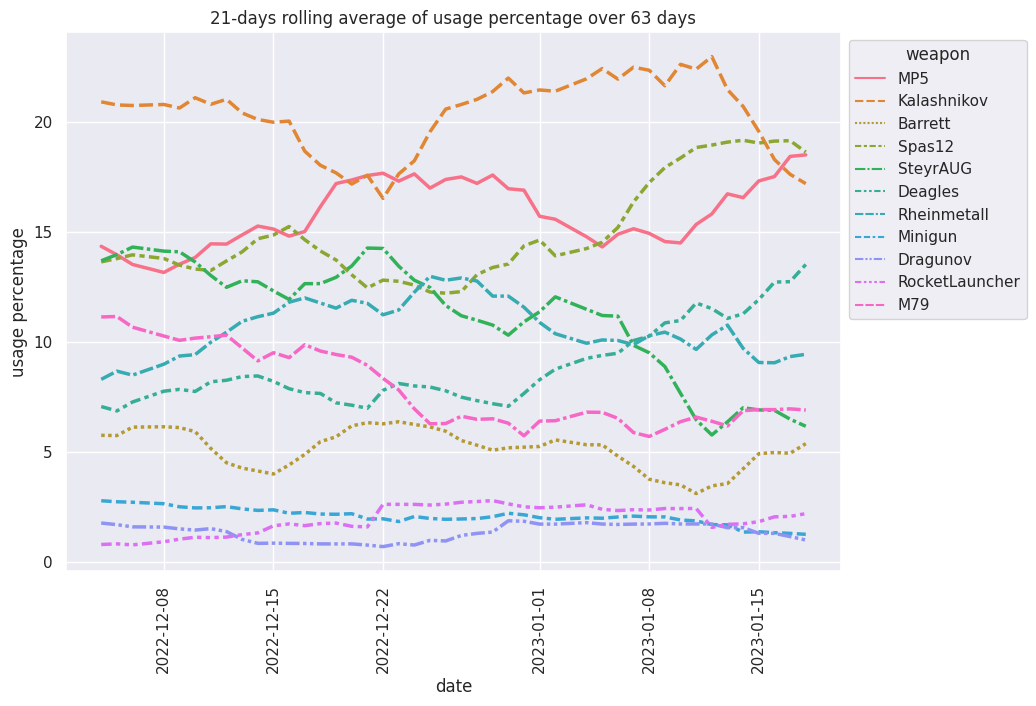 21-days rolling average of usage percentage over 63 days
usage percentage
20
15
10
5
0
2022-12-08
2022-12-15
2022-12-22
2023-01-01
2023-01-08
2023-01-15
date
weapon
MP5
Kalashnikov
Barrett
Spas12
SteyrAUG
Deagles
Rheinmetall
Minigun
Dragunov
RocketLauncher
M79